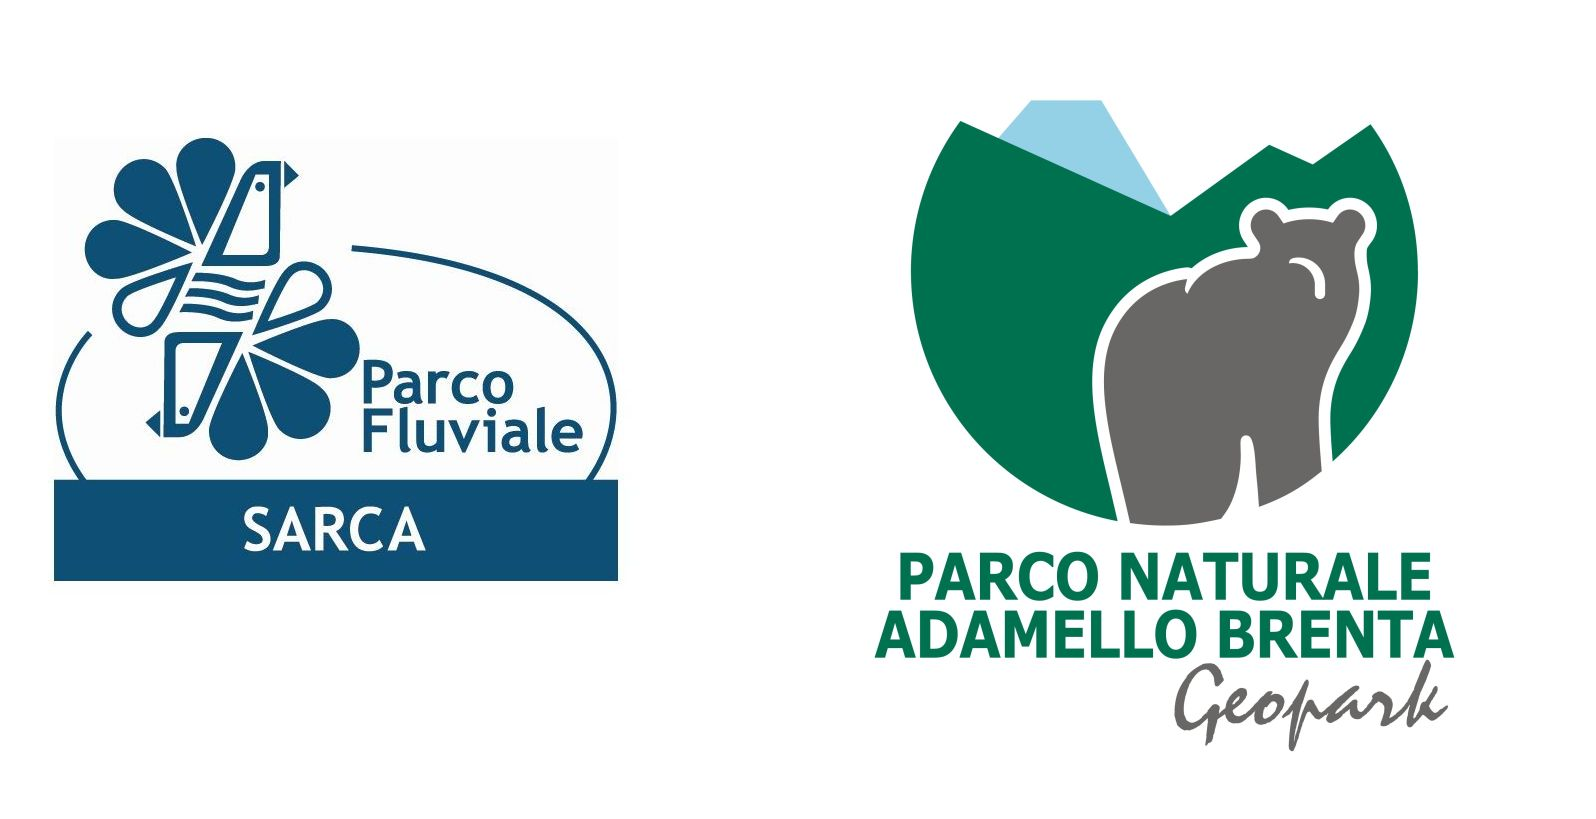 Parco
Fluviale
SARCA
PARCO NATURALE
ADAMELLO BRENTA
Geopark